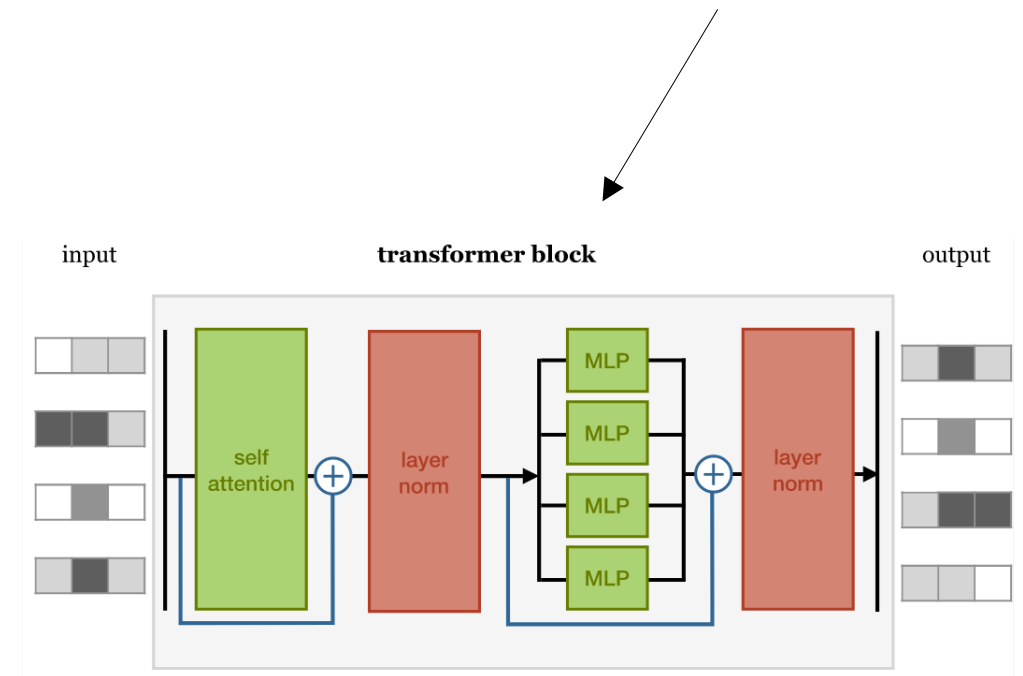 input
transformer block
output
self
attention
layer
norm
MLP
MLP
MLP
MLP
layer
norm